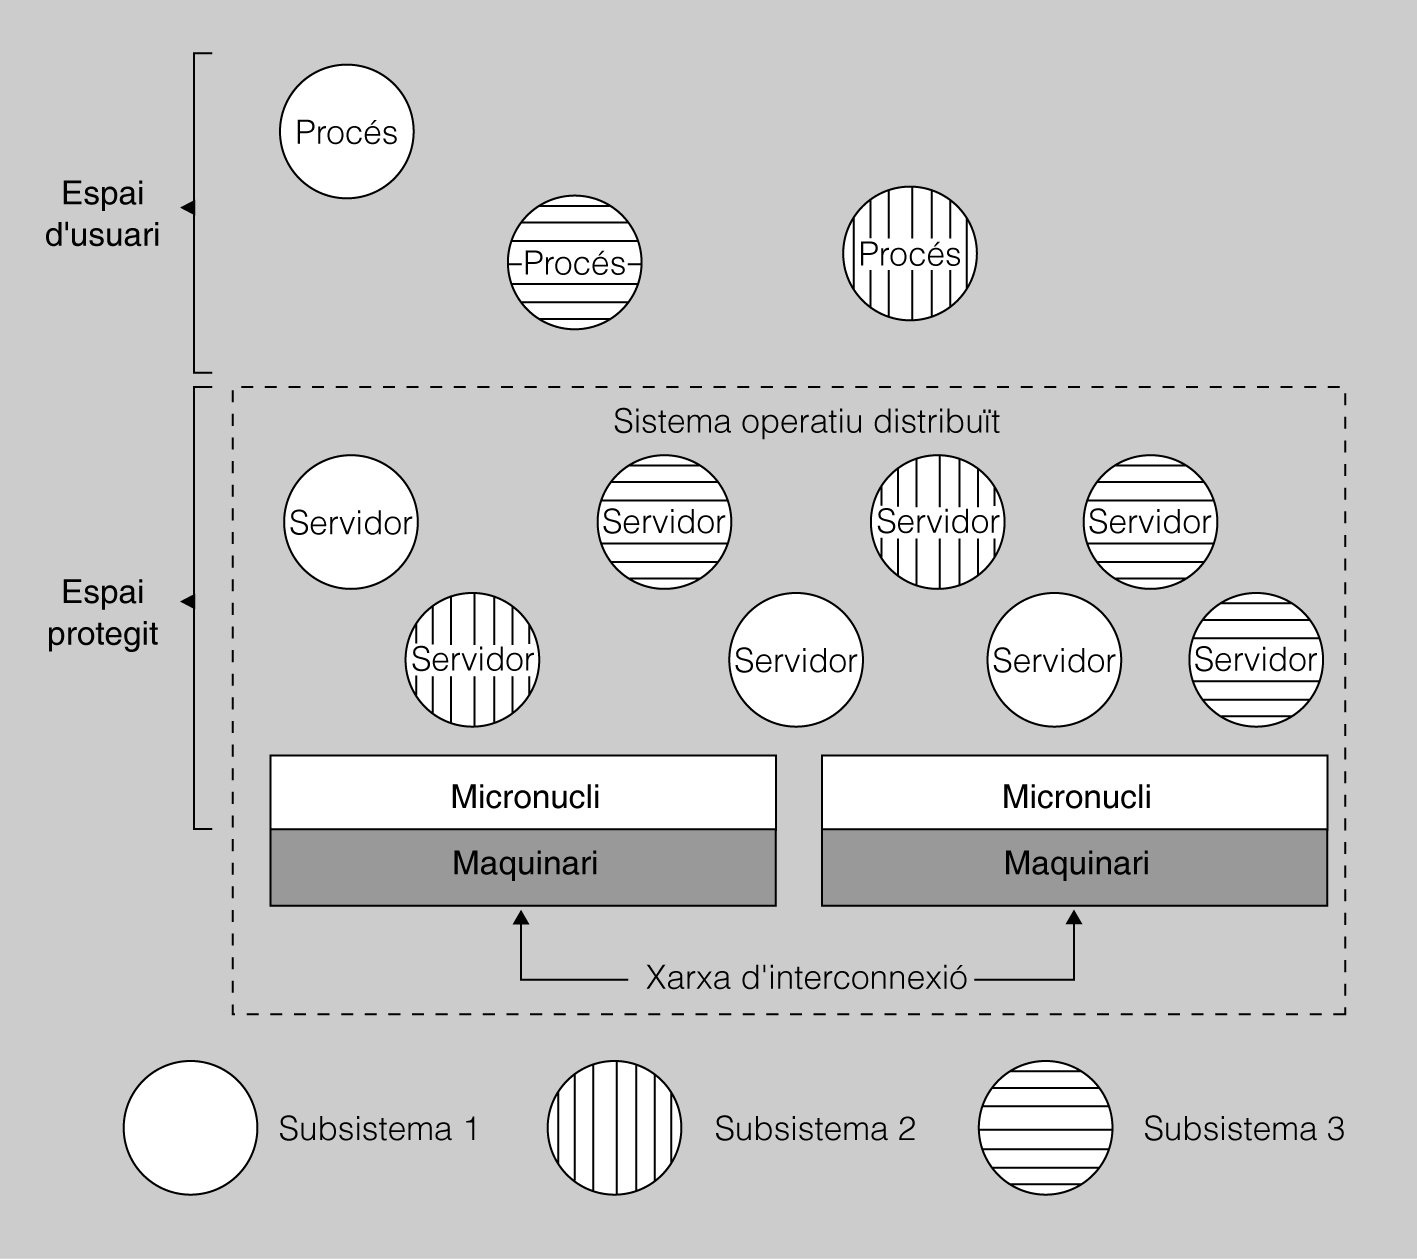 Procés
Espai
d'usuari
Procés
Procés
Sistema operatiu distribuït
Servidor
Servidor
Servidor
Servidor
Espai
protegit
Servidor
Servidor
Servidor
Servidor
Micronucli
Micronucli
Maquinari
Maquinari
Xarxa d'interconnexió
Subsistema 1
Subsistema 2
Subsistema 3